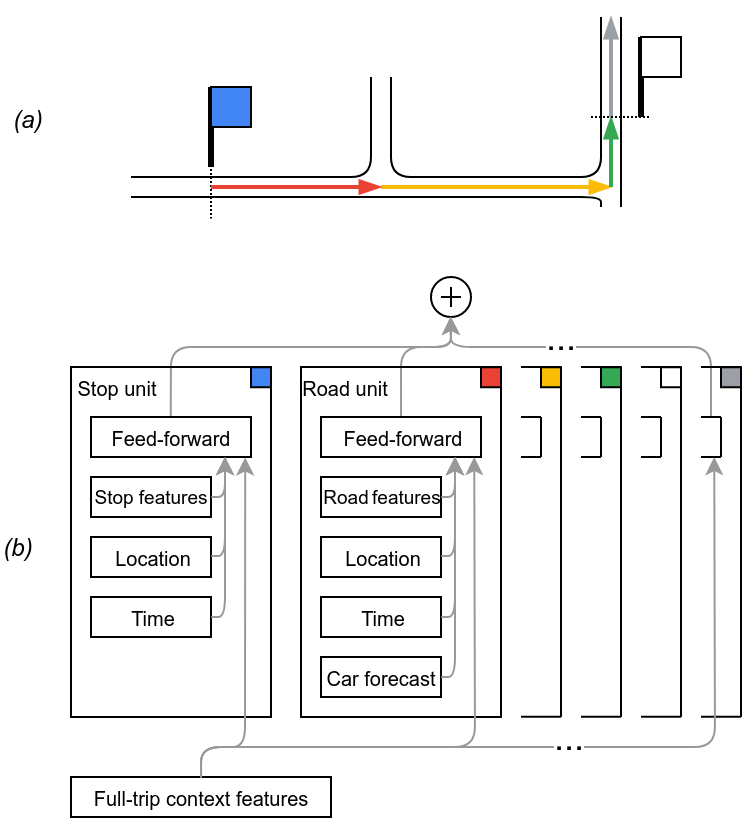 (a)
...
Stop unit
Road unit
Feed-forward
Feed-forward
Stop features
Road features
(b)
Location
Location
Time
Time
Car forecast
...
Full-trip context features